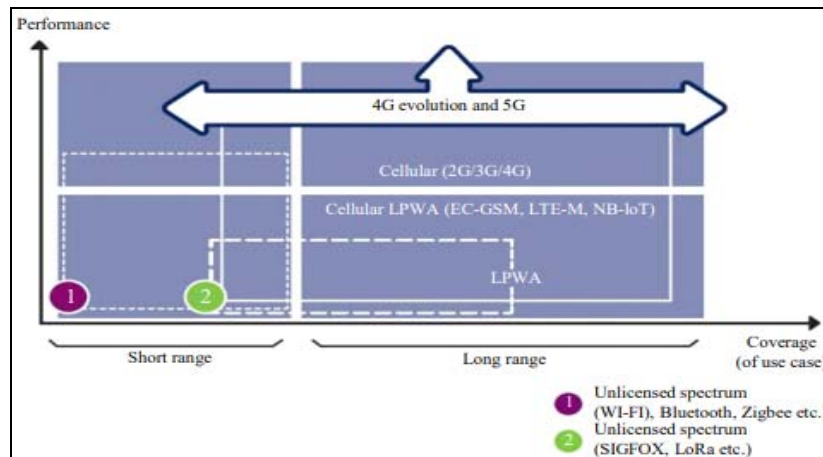 Performance
4G evolution and 5G
Cellular (2G/3G/4G)
Cellular LPWA (EC-GSM, LTE-M, NB-IoT)
LPWA
1
2
Short range
Long range
Coverage
(of use case)
1
Unlicensed spectrum
(WI-FI), Bluetooth, Zigbee etc.
2
Unlicensed spectrum
(SIGFOX, LoRa etc.)